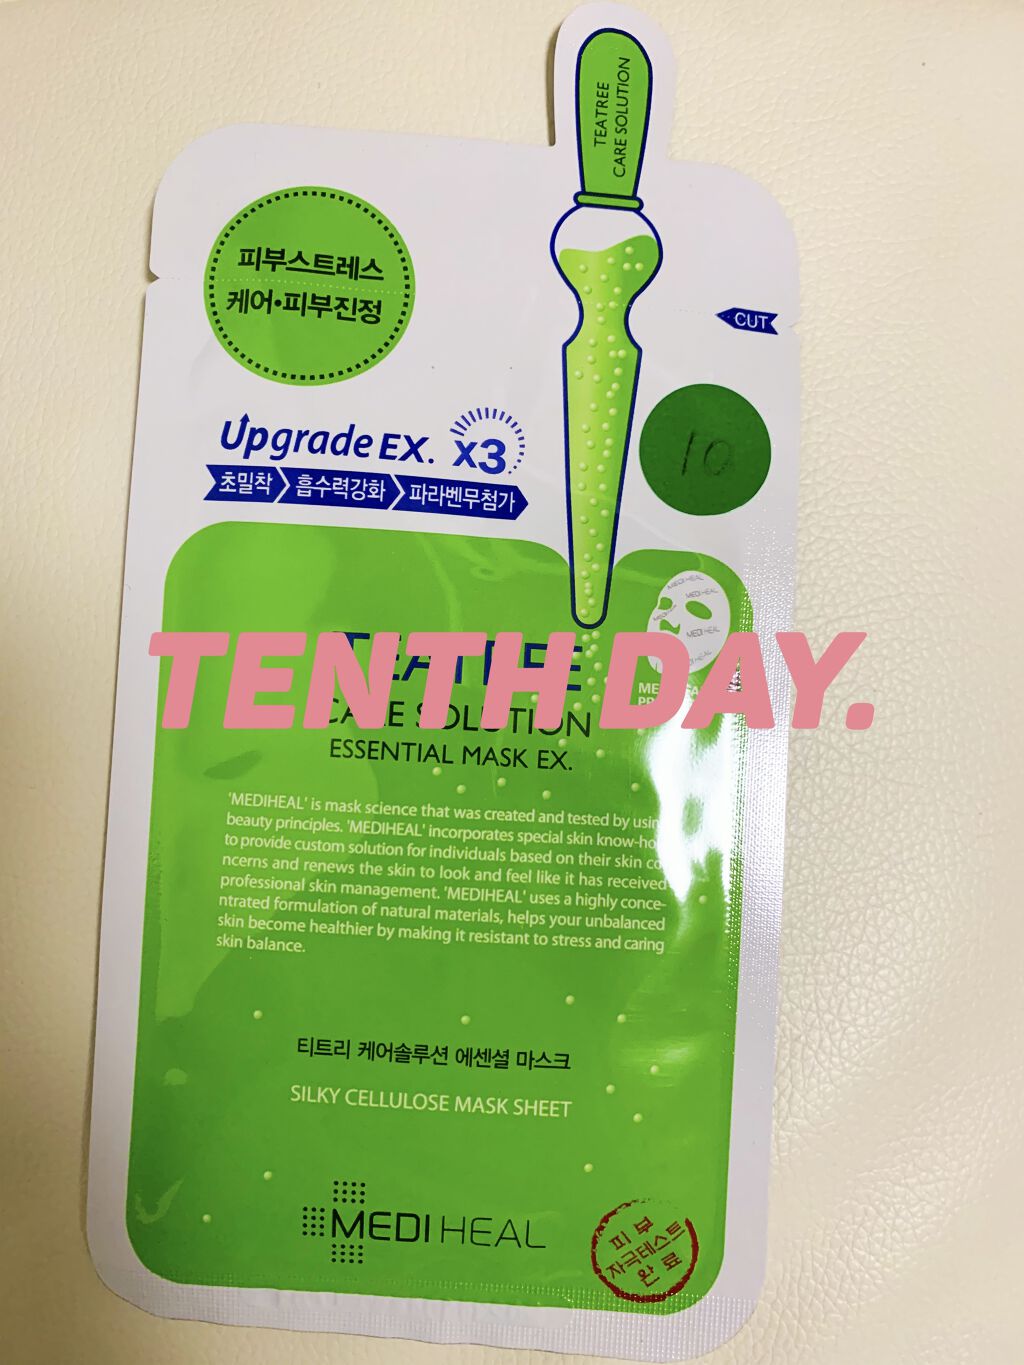 TEATREE
CARE SOLUTION
피부스트레스
케어•피부진정
CUT
Upgrade EX. x3
초밀착 흡수력강화 파라벤무첨가
10
MEDIHEAL
MEDIHEAL
MEDIHEAL
TENTH DAY.
TEATREE
CARE SOLUTION
ESSENTIAL MASK EX.
'MEDIHEAL' is mask science that was created and tested by
beauty principles. 'MEDIHEAL' incorporates special skin
to provide custom solution for individuals based on their skin co
ncerns and renews the skin to look and feel like it has received
professional skin management. 'MEDIHEAL' uses a highly conce-
ntrated formulation of natural materials, helps your unbalanced
skin become healthier by making it resistant to stress and caring
skin balance.
티트리 케어솔루션 에센셜 마스크
SILKY CELLULOSE MASK SHEET
MEDIHEAL
피부
자극테스트
완료